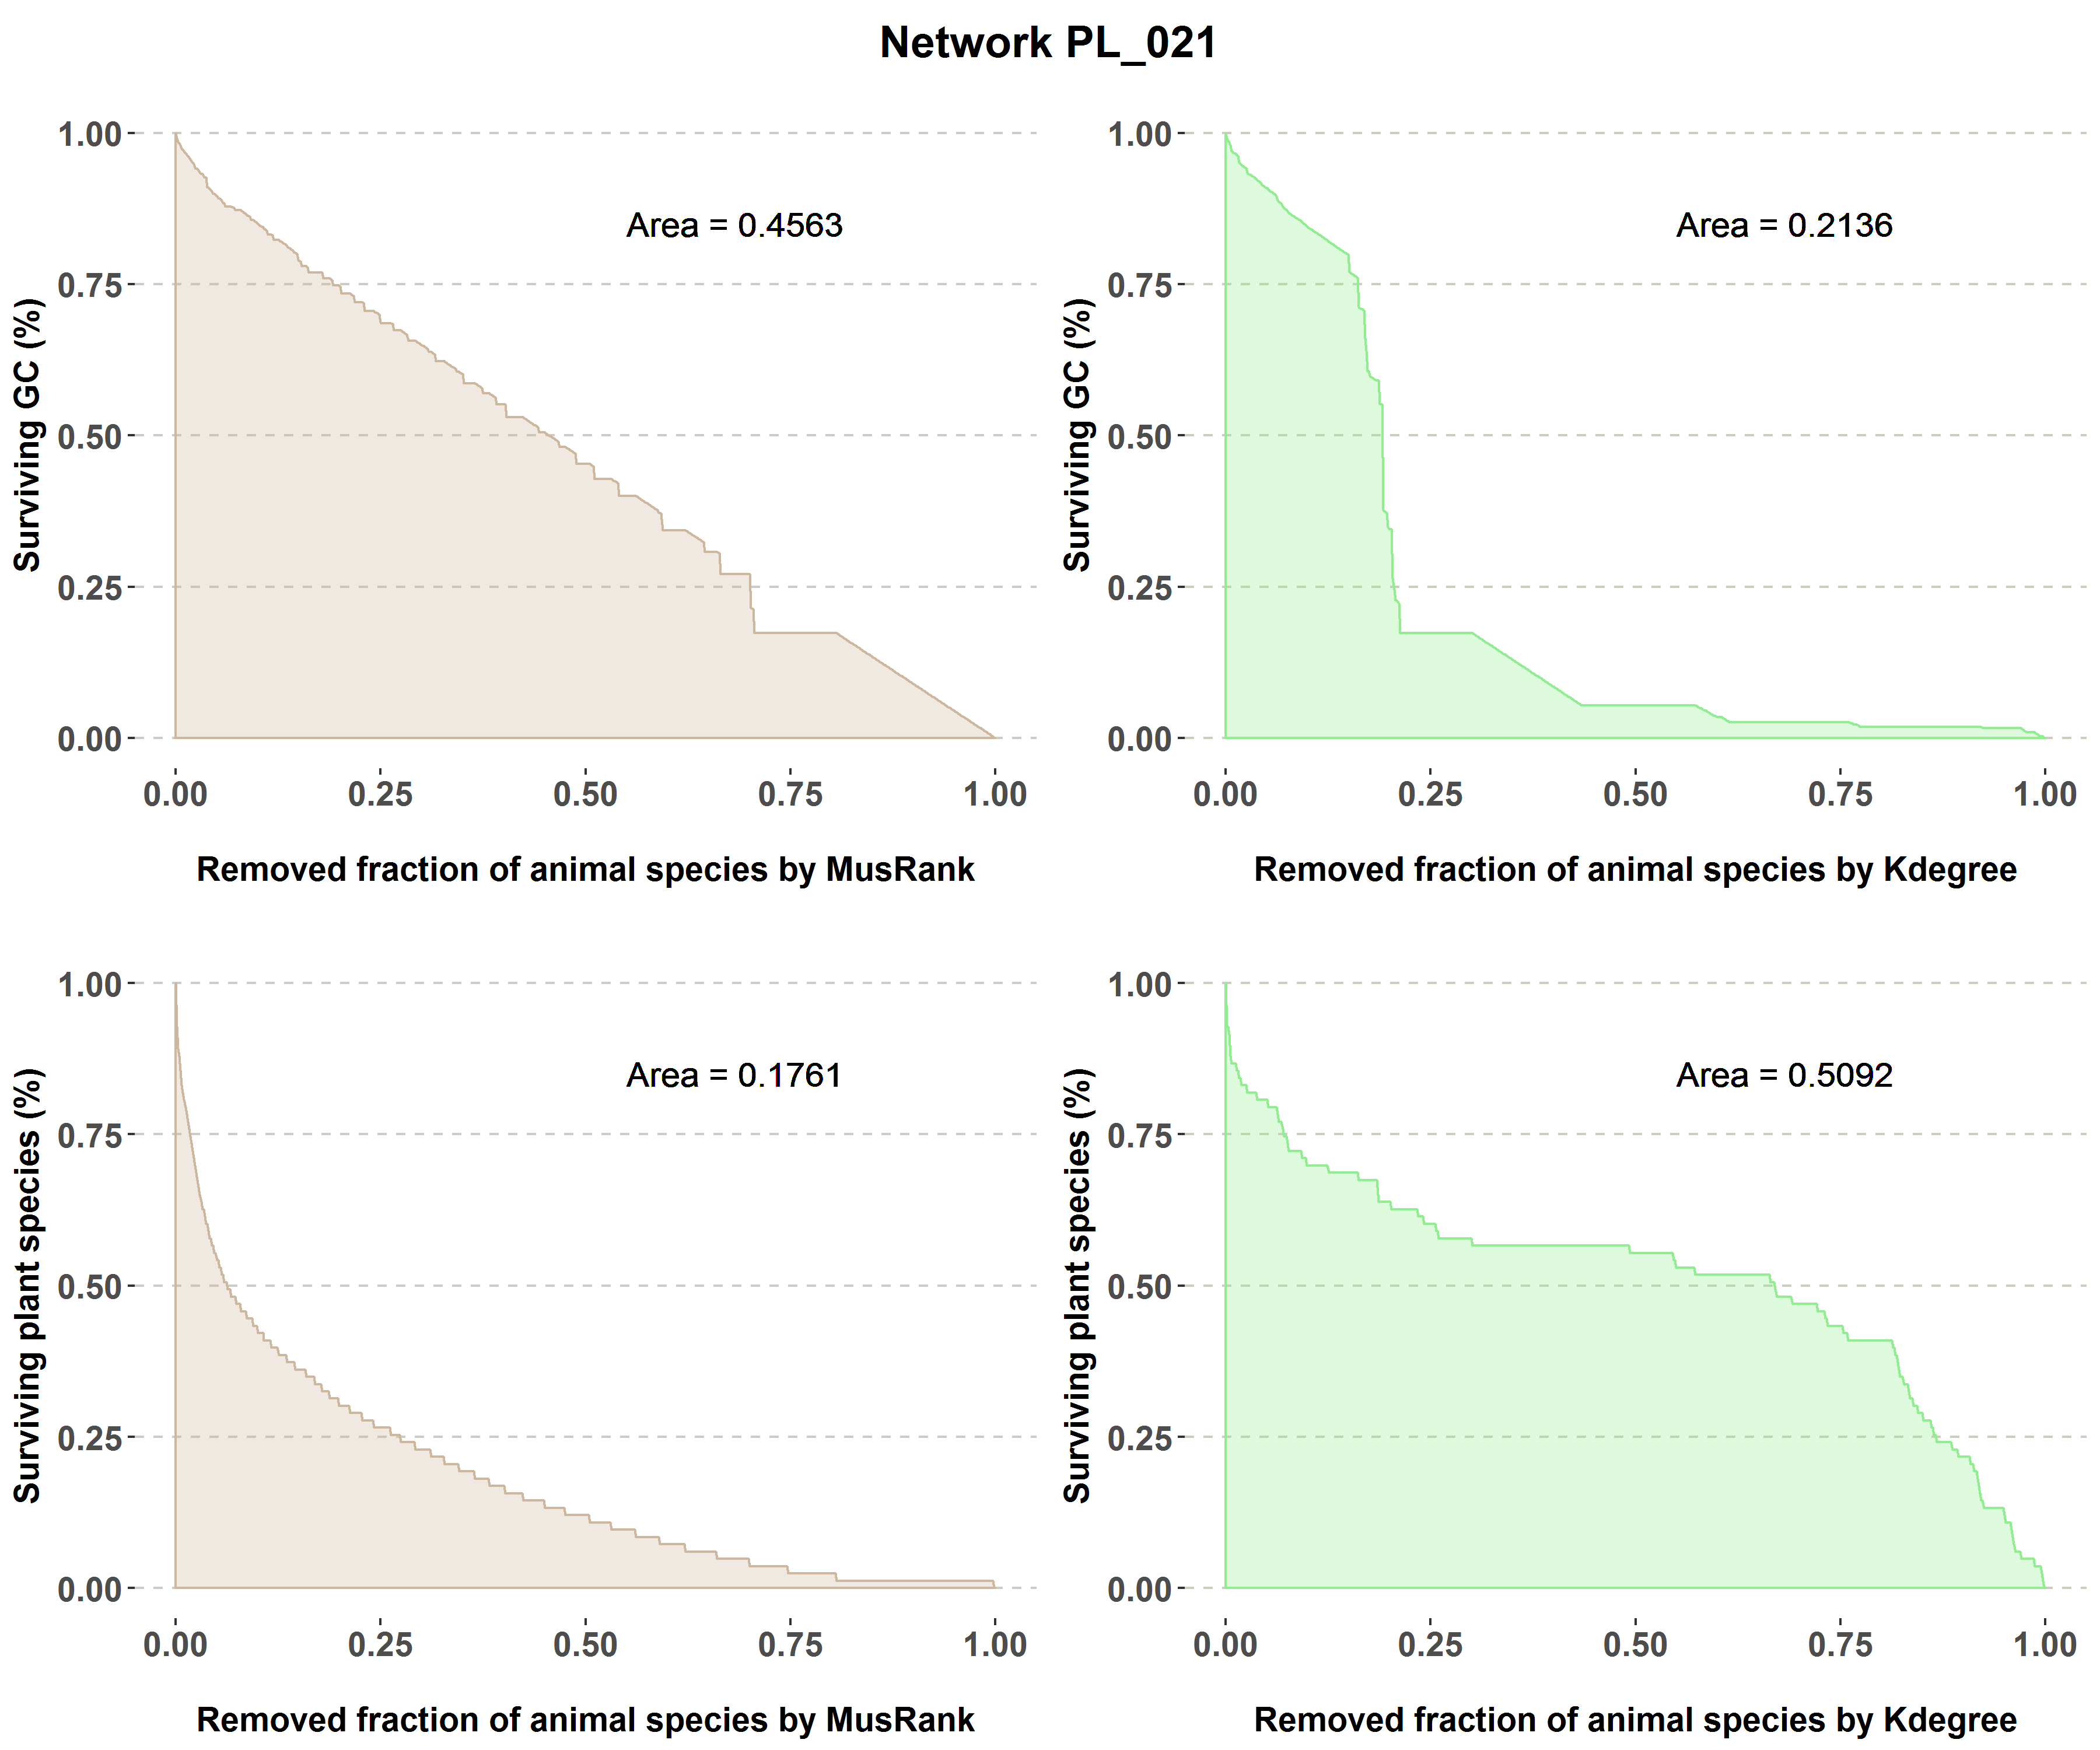 Network PL_021
Surviving GC (%)
1.00
0.75
0.50
0.25
0.00
Area = 0.4563
0.00 0.25 0.50 0.75 1.00
Removed fraction of animal species by MusRank
Surviving GC (%)
1.00
0.75
0.50
0.25
0.00
Area = 0.2136
0.00 0.25 0.50 0.75 1.00
Removed fraction of animal species by Kdegree
Surviving plant species (%)
1.00
0.75
0.50
0.25
0.00
Area = 0.1761
0.00 0.25 0.50 0.75 1.00
Removed fraction of animal species by MusRank
Surviving plant species (%)
1.00
0.75
0.50
0.25
0.00
Area = 0.5092
0.00 0.25 0.50 0.75 1.00
Removed fraction of animal species by Kdegree